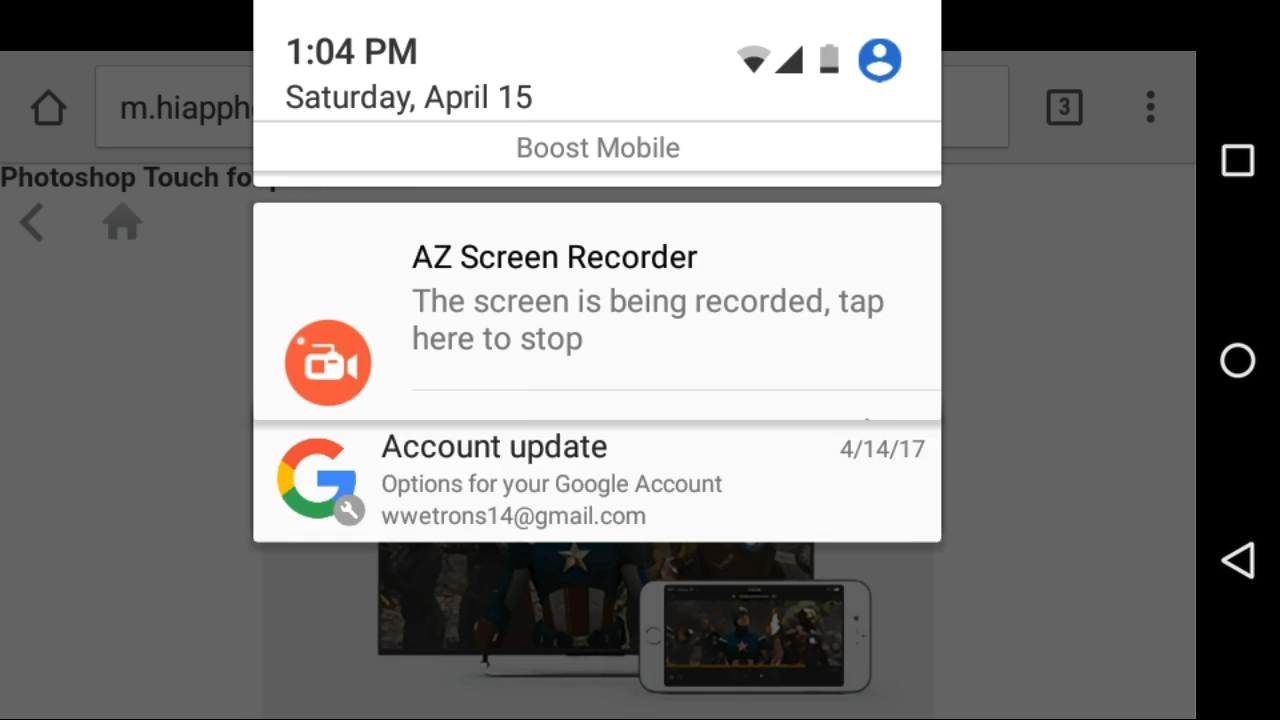 1:04 PM
Saturday, April 15
m.hiapph
3
Boost Mobile
Photoshop Touch fo
AZ Screen Recorder
The screen is being recorded, tap
here to stop
Account update
4/14/17
Options for your Google Account
wwetrons14@gmail.com